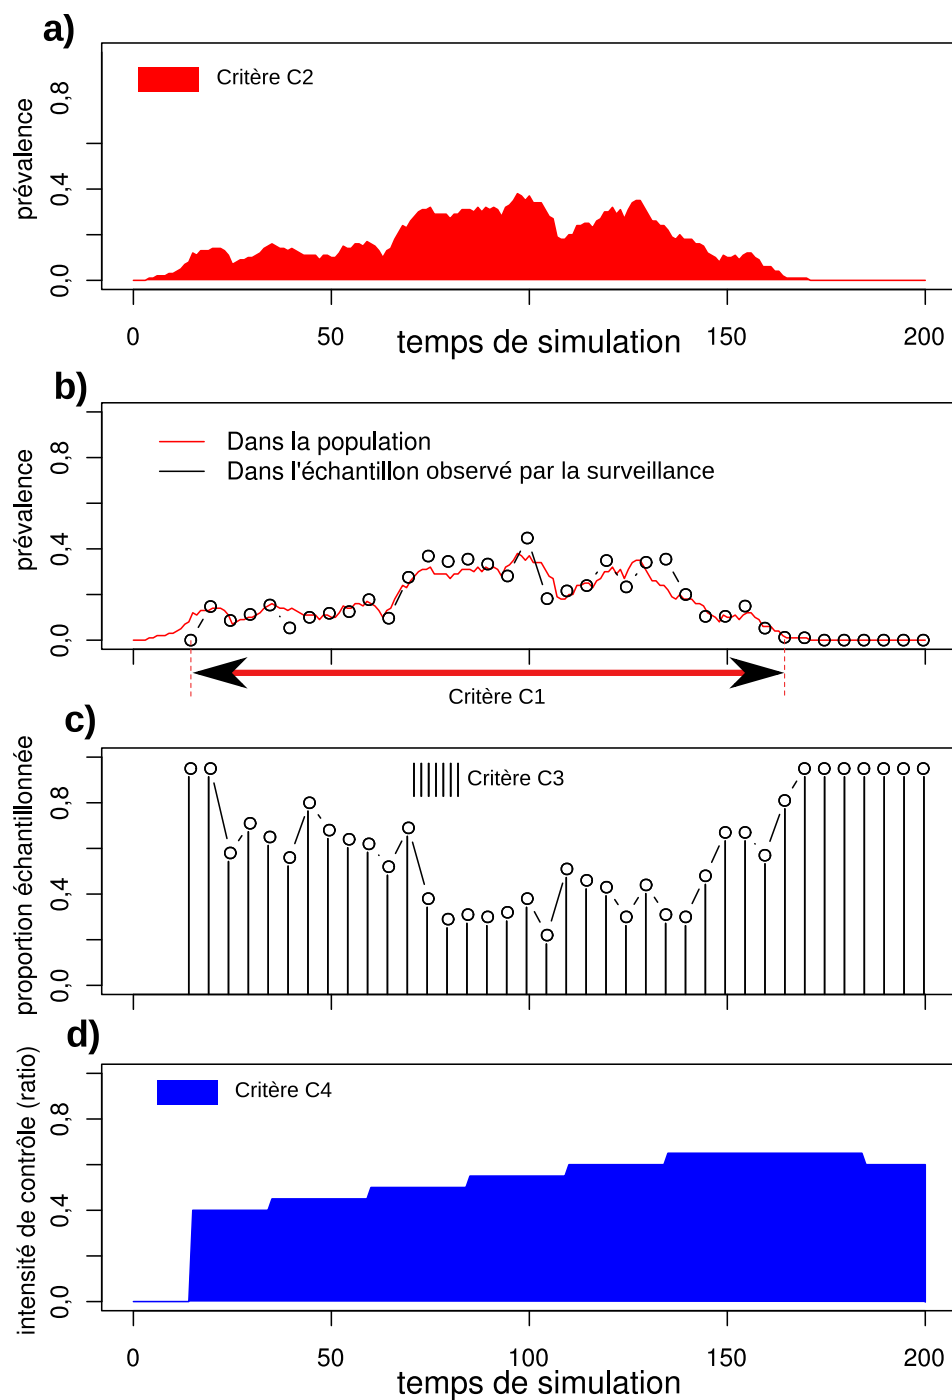 a)
Critère C2
prévalence
0,0 0,4 0,8
0 50 100 150 200
temps de simulation
b)
Dans la population
Dans l'échantillon observé par la surveillance
prévalence
0,0 0,4 0,8
Critère C1
c)
Critère C3
proportion échantillonnée
0,0 0,4 0,8
d)
Critère C4
intensité de contrôle (ratio)
0,0 0,4 0,8
0 50 100 150 200
temps de simulation